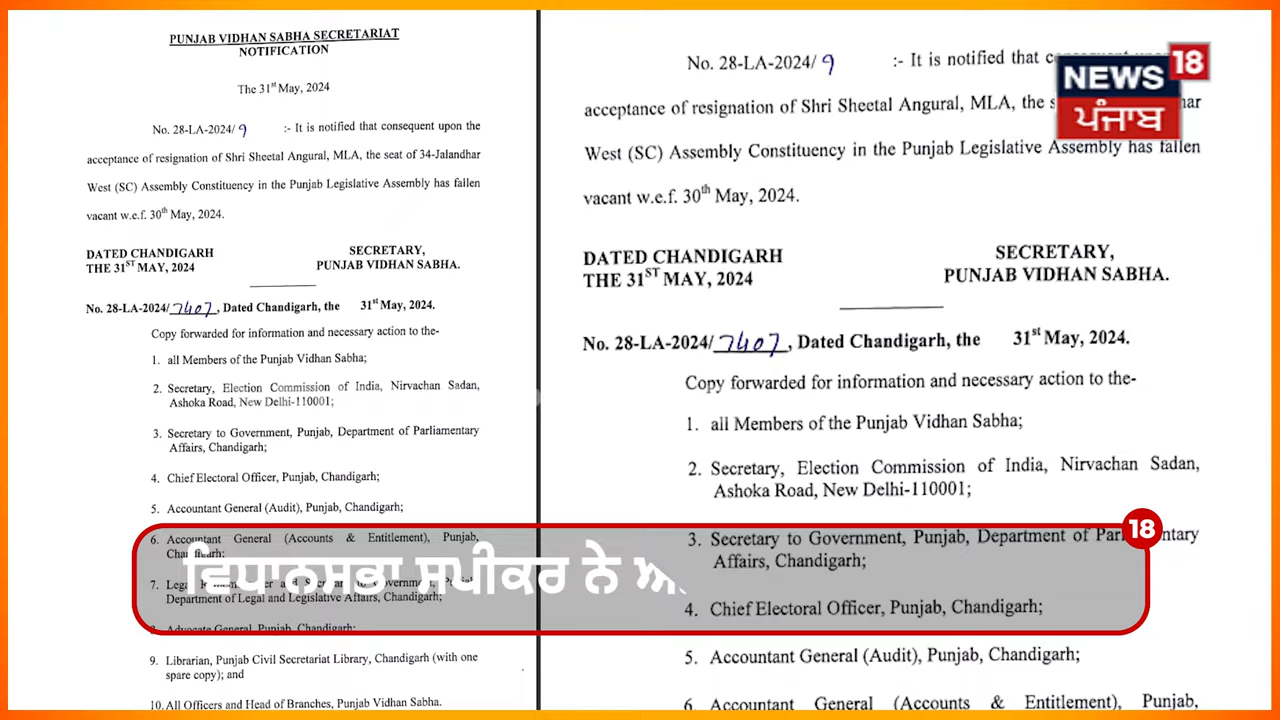 PUNJAB VIDHAN SABHA SECRETARIAT
NOTIFICATION
The 31st May, 2024
No. 28-LA-2024/9 :- It is notified that consequent upon the
acceptance of resignation of Shri Sheetal Angural, MLA, the seat of 34-Jalandhar
West (SC) Assembly Constituency in the Punjab Legislative Assembly has fallen
vacant w.e.f. 30th May, 2024.
DATED CHANDIGARH
THE 31ST MAY, 2024
SECRETARY,
PUNJAB VIDHAN SABHA.
No. 28-LA-2024/7407, Dated Chandigarh, the 31st May, 2024.
Copy forwarded for information and necessary action to the-
1. all Members of the Punjab Vidhan Sabha;
2. Secretary, Election Commission of India, Nirvachan Sadan,
Ashoka Road, New Delhi-110001;
3. Secretary to Government, Punjab, Department of Parliamentary
Affairs, Chandigarh;
4. Chief Electoral Officer, Punjab, Chandigarh;
5. Accountant General (Audit), Punjab, Chandigarh;
6. Accountant General (Accounts & Entitlement), Punjab,
Chandigarh;
7. Legal and Government, Punjab,
Department of Legal and Legislative Affairs, Chandigarh;
8. Advocate General, Punjab, Chandigarh;
9. Librarian, Punjab Civil Secretariat Library, Chandigarh (with one
spare copy); and
10. All Officers and Head of Branches, Punjab Vidhan Sabha.
No. 28-LA-2024/9 :- It is notified that
acceptance of resignation of Shri Sheetal Angural, MLA, the
West (SC) Assembly Constituency in the Punjab Legislative Assembly has fallen
vacant w.e.f. 30th May, 2024.
DATED CHANDIGARH
THE 31ST MAY, 2024
SECRETARY,
PUNJAB VIDHAN SABHA.
No. 28-LA-2024/7407, Dated Chandigarh, the 31st May, 2024.
Copy forwarded for information and necessary action to the-
1. all Members of the Punjab Vidhan Sabha;
2. Secretary, Election Commission of India, Nirvachan Sadan,
Ashoka Road, New Delhi-110001;
3. Secretary to Government, Punjab, Department of Parliamentary
Affairs, Chandigarh;
4. Chief Electoral Officer, Punjab, Chandigarh;
5. Accountant General (Audit), Punjab, Chandigarh;
6. Accountant General (Accounts & Entitlement), Punjab,
NEWS 18
ਪੰਜਾਬ
18
ਵਿਧਾਨਸਭਾ ਸਪੀਕਰ ਨੇ